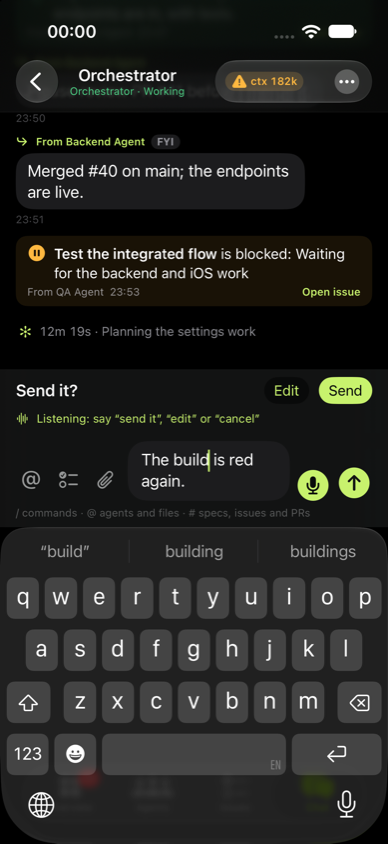 00:00
Orchestrator
Orchestrator · Working
ctx 182k
23:50
From Backend Agent FYI
Merged #40 on main; the endpoints
are live.
23:51
Test the integrated flow is blocked: Waiting
for the backend and iOS work
From QA Agent 23:53
Open issue
12m 19s · Planning the settings work
Send it?
Edit
Send
Listening: say “send it”, “edit” or “cancel”
The build is red
again.
/ commands · @ agents and files · # specs, issues and PRs
“build”
building
buildings
q w e r t y u i o p
a s d f g h j k l
z x c v b n m
123
EN